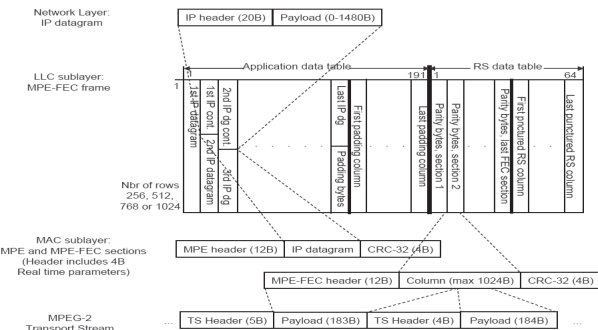 Network Layer:
IP datagram
IP header (20B)
Payload (0-1480B)
Application data table
RS data table
LLC sublayer:
MPE-FEC frame
1
191
1
64
1st IP datagram
1st IP cont.
2nd IP datagram
2nd IP dg cont.
3rd IP dg
Last IP dg
Padding bytes
First padding column
Last padding column
Parity bytes, section 1
Parity bytes, section 2
Parity bytes, last FEC section
First pnctured RS column
Last punctured RS column
Nbr of rows
256, 512,
768 or 1024
MAC sublayer:
MPE and MPE-FEC sections
(Header includes 4B
Real time parameters)
MPE header (12B)
IP datagram
CRC-32 (4B)
MPE-FEC header (12B)
Column (max 1024B)
CRC-32 (4B)
MPEG-2
Transport Stream
...
TS Header (5B)
Payload (183B)
TS Header (4B)
Payload (184B)
...